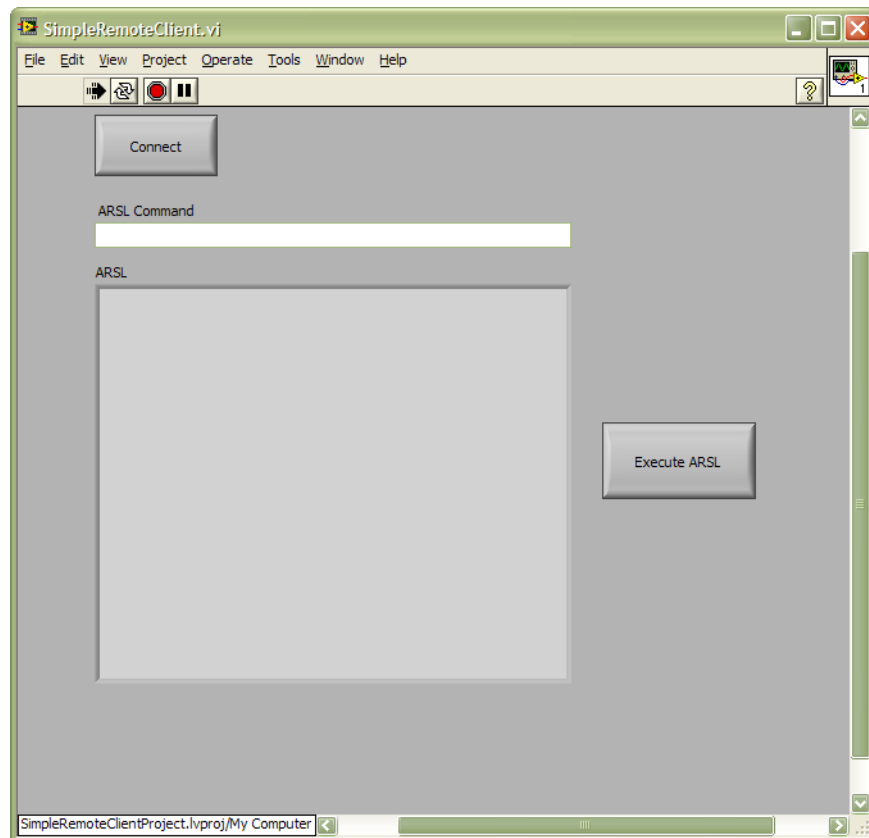 SimpleRemoteClient.vi
File Edit View Project Operate Tools Window Help
?
1
Connect
ARSL Command
ARSL
Execute ARSL
SimpleRemoteClientProject.lvproj/My Computer